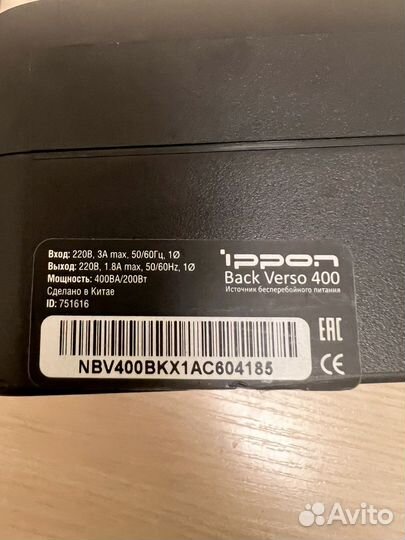 Вход: 220В, 3А max, 50/60Гц, 1Ø
Выход: 220В, 1.8А max, 50/60Hz, 1Ø
Мощность: 400ВА/200Вт
Сделано в Китае
ID: 751616
ippon
Back Verso 400
Источник бесперебойного питания
EAC
CE
NBV400BKX1AC604185
Avito